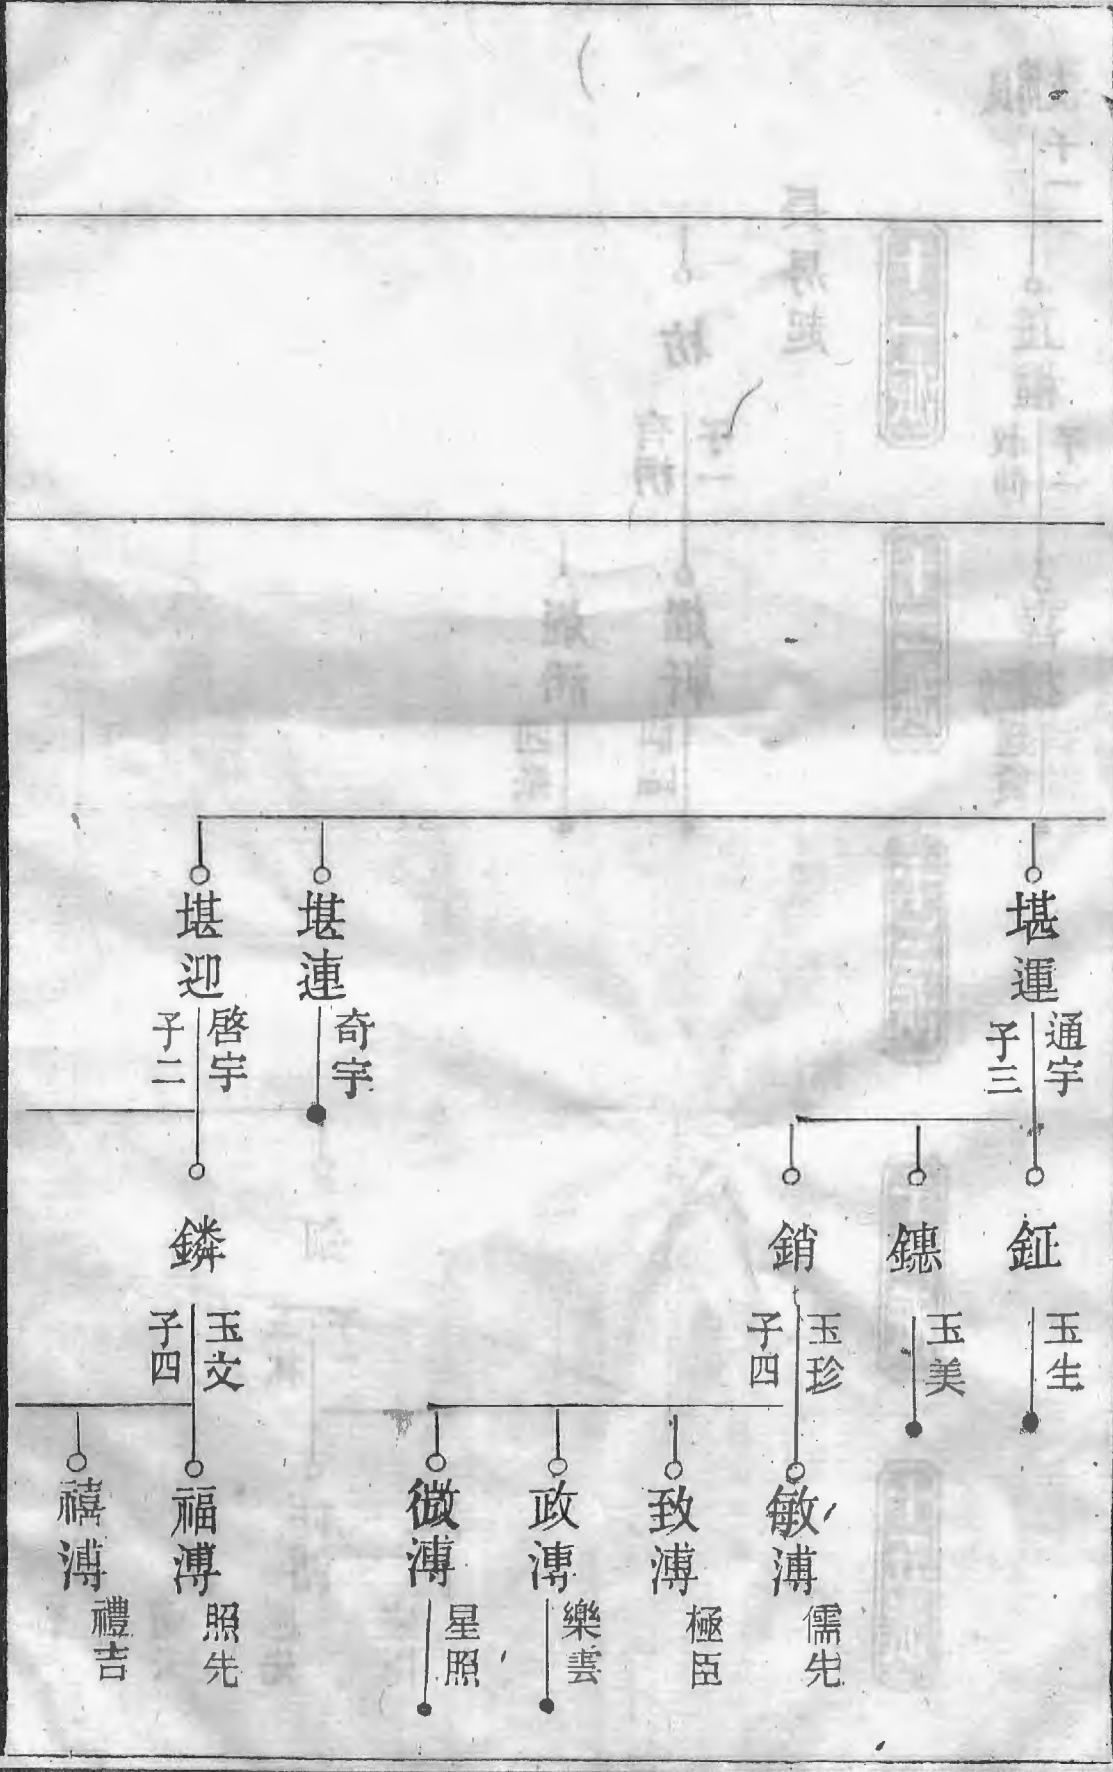 堪運
通宇
子三
堪連
奇宇
堪迎
啓宇
子二
鉦
玉生
玉美
銷
玉珍
子四
鏻
玉文
子四
敏溥
儒先
致溥
極臣
政溥
樂雲
微溥
星照
福溥
照先
禧溥
禮吉